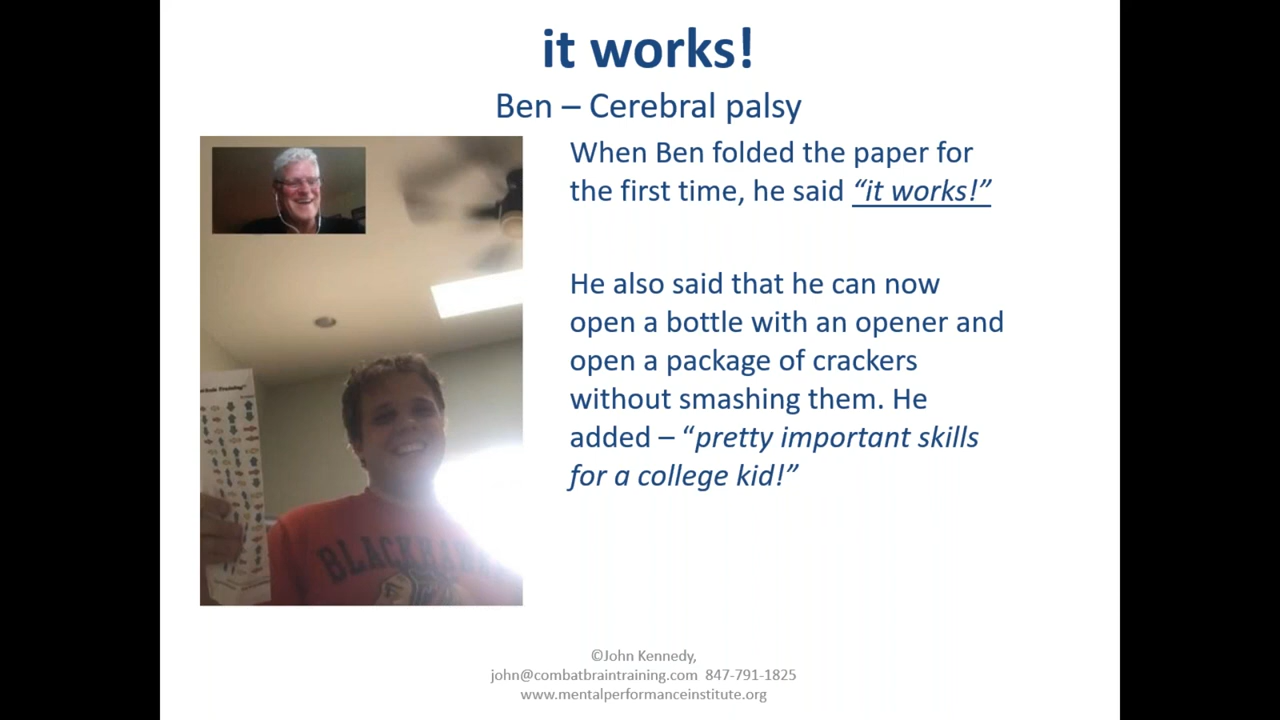 it works!
Ben – Cerebral palsy
When Ben folded the paper for
the first time, he said “it works!”
He also said that he can now
open a bottle with an opener and
open a package of crackers
without smashing them. He
added – “pretty important skills
for a college kid!”
Training™
BLACKHA
©John Kennedy,
john@combatbraintraining.com 847-791-1825
www.mentalperformanceinstitute.org